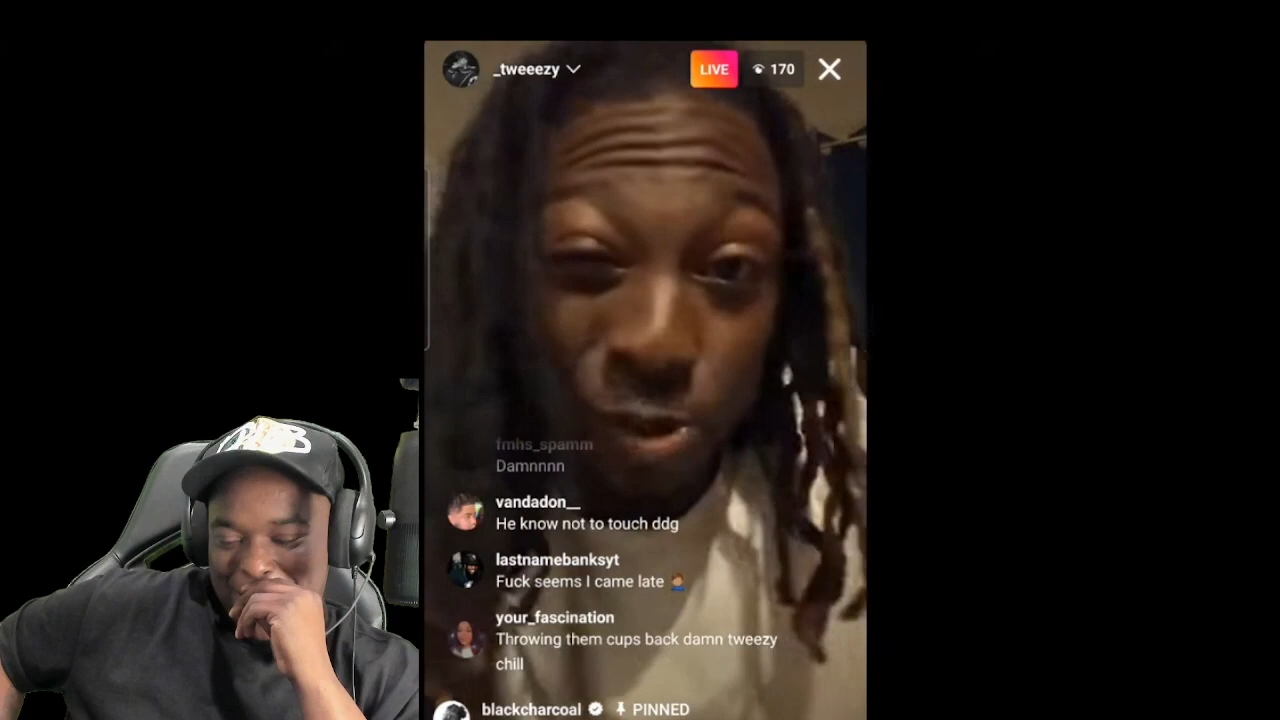 _tweeezy
LIVE
170
fmhs_spamm
Damnnnn
vandadon__
He know not to touch ddg
lastnamebanksyt
Fuck seems I came late
your_fascination
Throwing them cups back damn tweezy
chill
blackcharcoal
PINNED